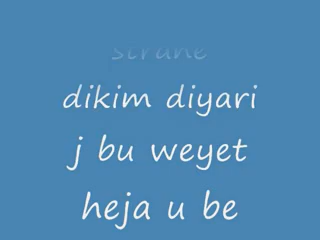 strane
dikim diyari
j bu weyet
heja u be